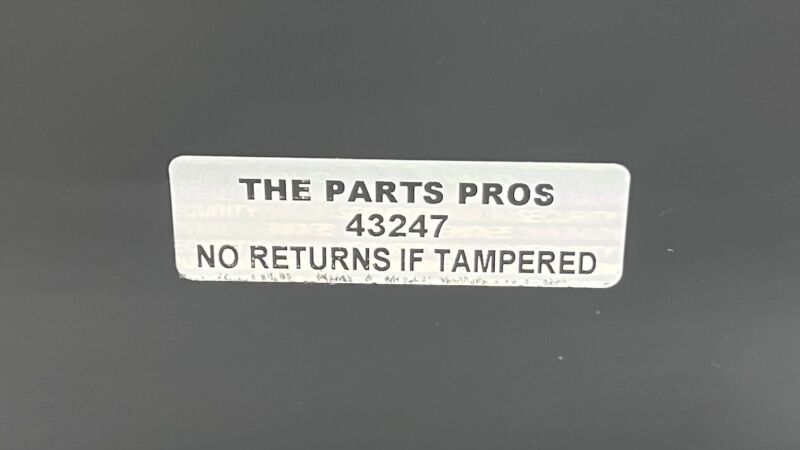 THE PARTS PROS
43247
NO RETURNS IF TAMPERED